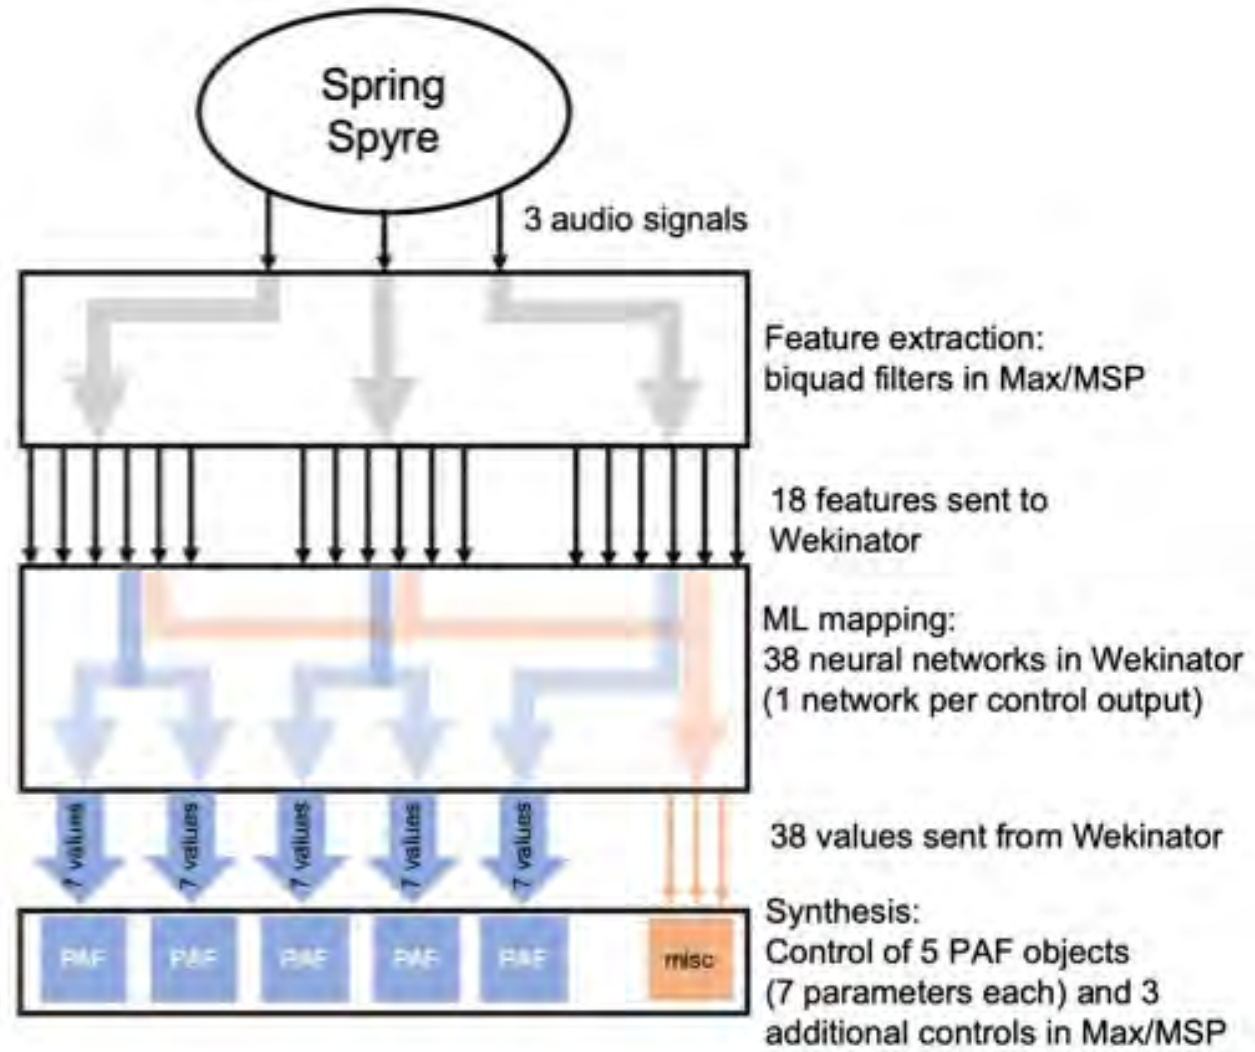 Spring
Spyre
3 audio signals
Feature extraction:
biquad filters in Max/MSP
18 features sent to
Wekinator
ML mapping:
38 neural networks in Wekinator
(1 network per control output)
7 values
7 values
7 values
7 values
7 values
38 values sent from Wekinator
PAF
PAF
PAF
PAF
PAF
misc
Synthesis:
Control of 5 PAF objects
(7 parameters each) and 3
additional controls in Max/MSP